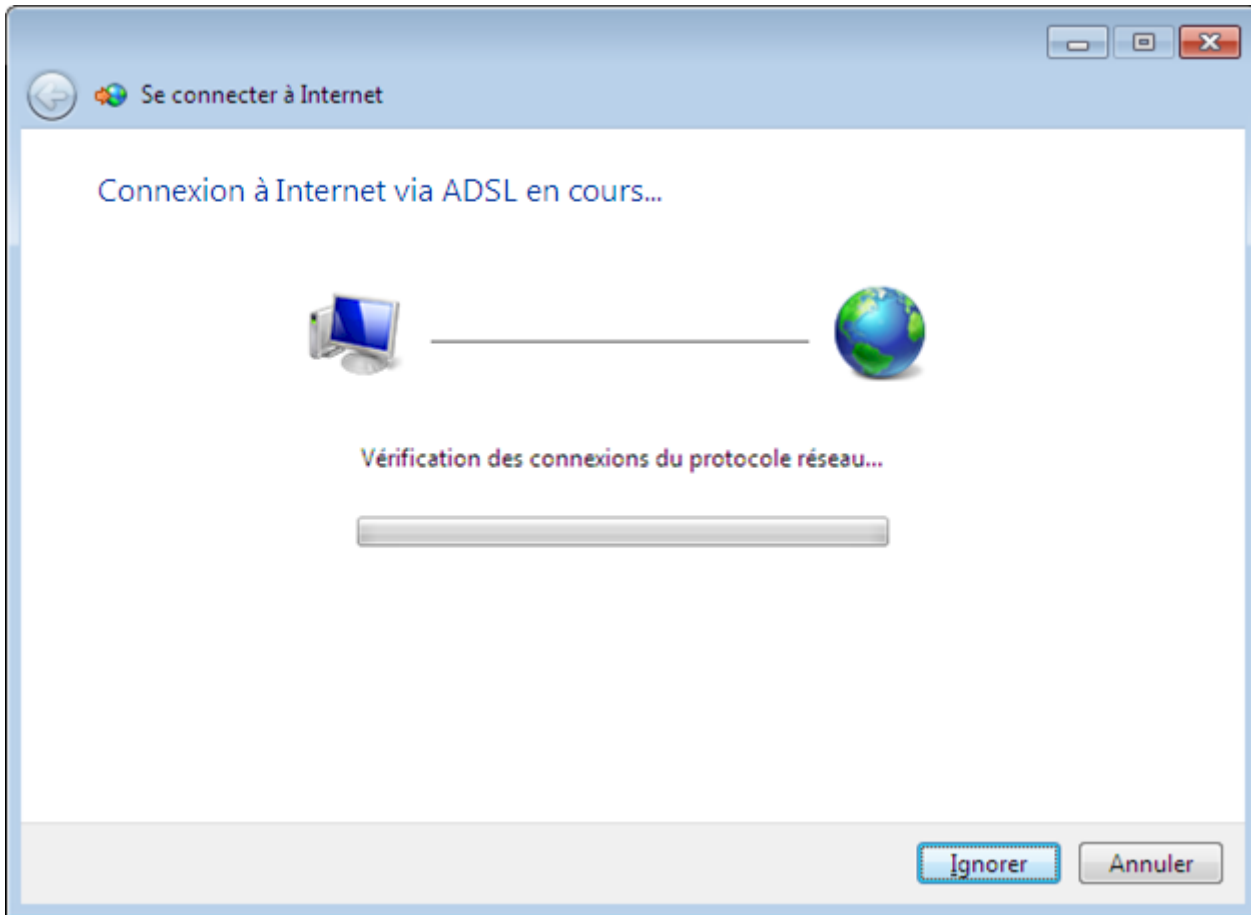 Se connecter à Internet
Connexion à Internet via ADSL en cours...
Vérification des connexions du protocole réseau...
Ignorer
Annuler